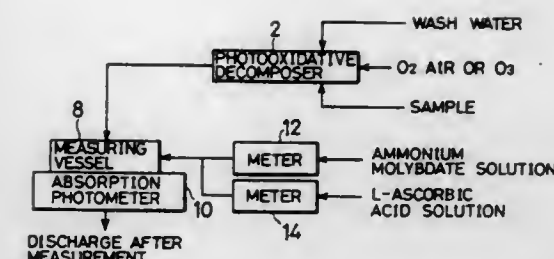 2
WASH WATER
PHOTOOXIDATIVE
DECOMPOSER
O2 AIR OR O3
SAMPLE
8
MEASURING
VESSEL
12
METER
AMMONIUM
MOLYBDATE SOLUTION
ABSORPTION
PHOTOMETER
10
METER
14
L-ASCORBIC
ACID SOLUTION
DISCHARGE AFTER
MEASUREMENT